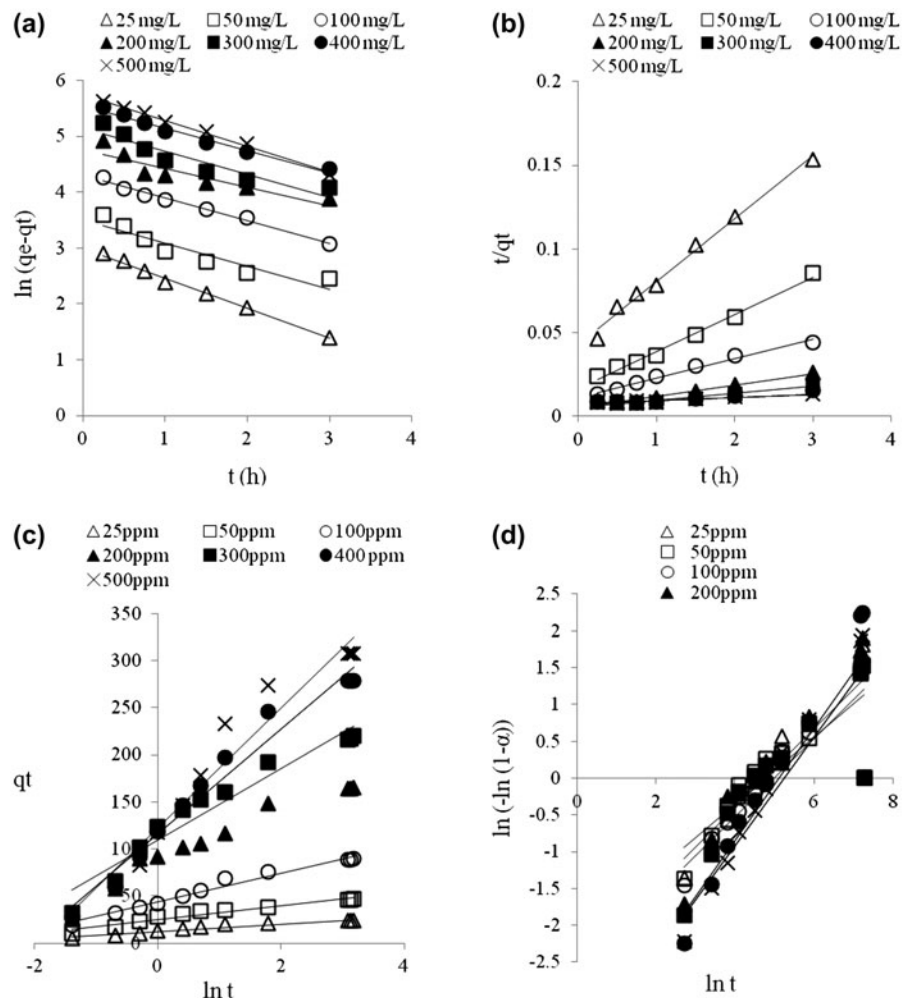 (a)
△ 25 mg/L □ 50 mg/L ○ 100 mg/L
▲ 200 mg/L ■ 300 mg/L ● 400 mg/L
× 500 mg/L
6
5
4
3
2
1
0
ln (qe-qt)
0 1 2 3 4
t (h)
(b)
△ 25 mg/L □ 50 mg/L ○ 100 mg/L
▲ 200 mg/L ■ 300 mg/L ● 400 mg/L
× 500 mg/L
0.2
0.15
0.1
0.05
0
t/qt
0 1 2 3 4
t (h)
(c)
△ 25ppm □ 50ppm ○ 100ppm
▲ 200ppm ■ 300ppm ● 400 ppm
× 500ppm
350
300
250
200
150
100
50
0
qt
-2 0 2 4
ln t
(d)
△ 25ppm
□ 50ppm
○ 100ppm
▲ 200ppm
2.5
2
1.5
1
0.5
0
-0.5
-1
-1.5
-2
-2.5
ln (-ln (1-α))
2 4 6 8
ln t